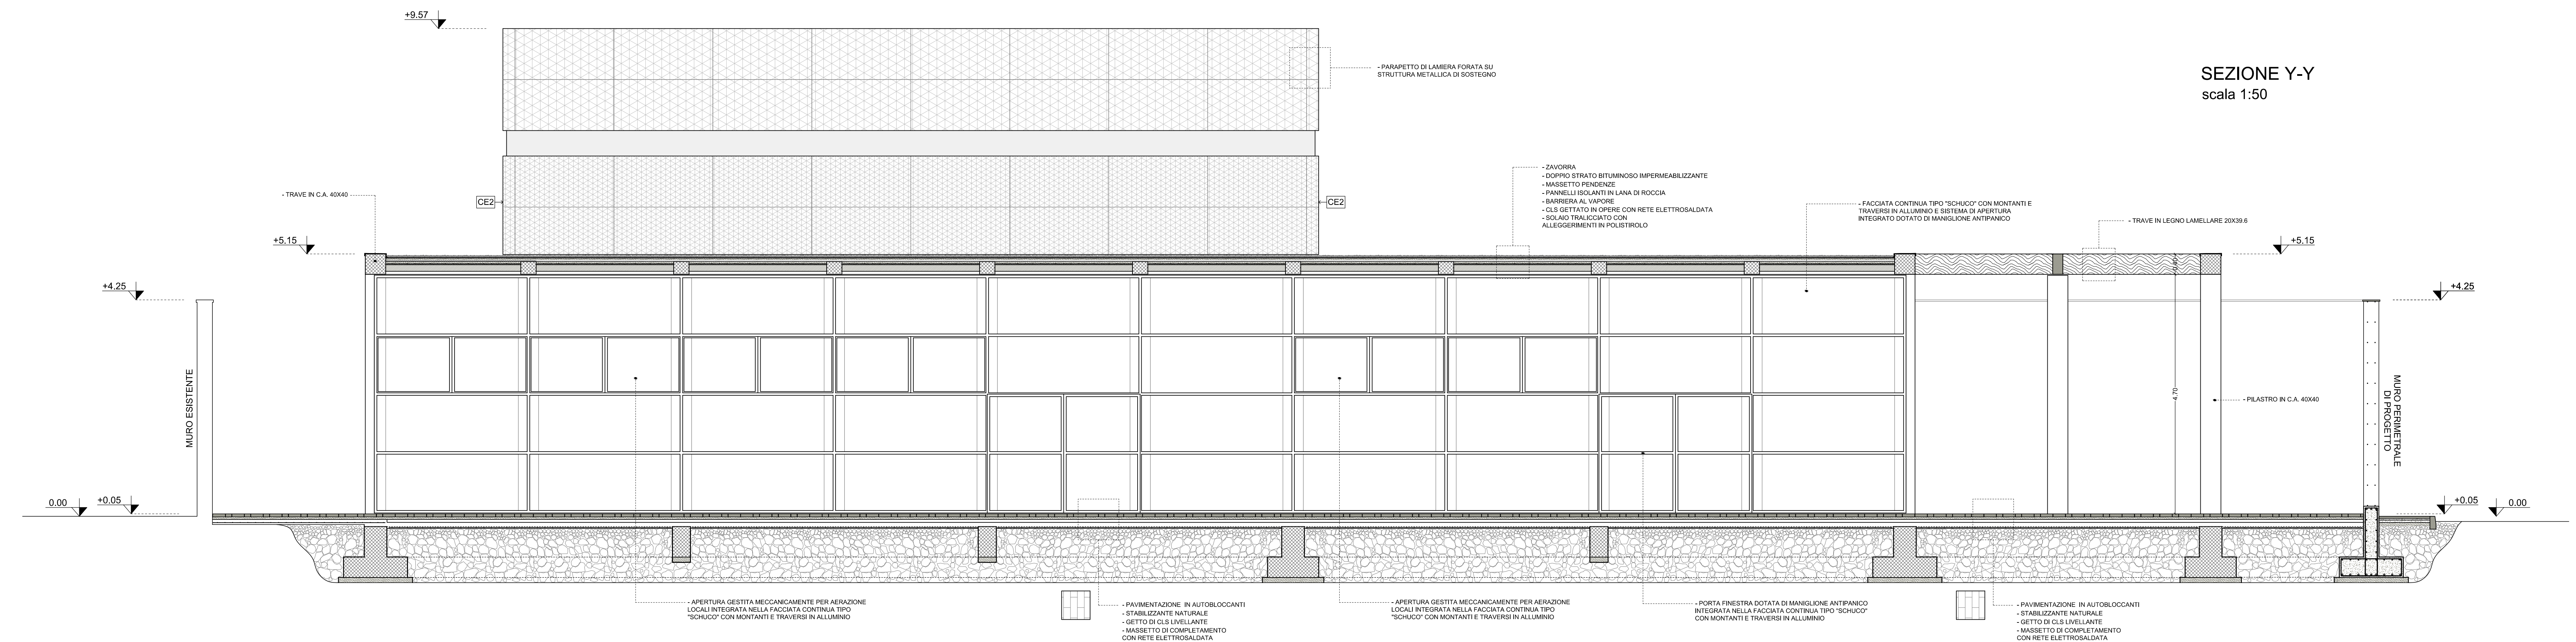 +9.57
- PARAPETTO DI LAMIERA FORATA SU
STRUTTURA METALLICA DI SOSTEGNO
SEZIONE Y-Y
scala 1:50
- TRAVE IN C.A. 40X40
CE2
CE2
- ZAVORRA
- DOPPIO STRATO BITUMINOSO IMPERMEABILIZZANTE
- MASSETTO PENDENZE
- PANNELLI ISOLANTI IN LANA DI ROCCIA
- BARRIERA AL VAPORE
- CLS GETTATO IN OPERE CON RETE ELETTROSALDATA
- SOLAIO TRALICCIATO CON
ALLEGGERIMENTI IN POLISTIROLO
- FACCIATA CONTINUA TIPO "SCHUCO" CON MONTANTI E
TRAVERSI IN ALLUMINIO E SISTEMA DI APERTURA
INTEGRATO DOTATO DI MANIGLIONE ANTIPANICO
- TRAVE IN LEGNO LAMELLARE 20X39.6
+5.15
+5.15
0.40
+4.25
+4.25
MURO ESISTENTE
4.70
- PILASTRO IN C.A. 40X40
MURO PERIMETRALE
DI PROGETTO
0.00
+0.05
+0.05
0.00
- APERTURA GESTITA MECCANICAMENTE PER AERAZIONE
LOCALI INTEGRATA NELLA FACCIATA CONTINUA TIPO
"SCHUCO" CON MONTANTI E TRAVERSI IN ALLUMINIO
- PAVIMENTAZIONE IN AUTOBLOCCANTI
- STABILIZZANTE NATURALE
- GETTO DI CLS LIVELLANTE
- MASSETTO DI COMPLETAMENTO
CON RETE ELETTROSALDATA
- APERTURA GESTITA MECCANICAMENTE PER AERAZIONE
LOCALI INTEGRATA NELLA FACCIATA CONTINUA TIPO
"SCHUCO" CON MONTANTI E TRAVERSI IN ALLUMINIO
- PORTA FINESTRA DOTATA DI MANIGLIONE ANTIPANICO
INTEGRATA NELLA FACCIATA CONTINUA TIPO "SCHUCO"
CON MONTANTI E TRAVERSI IN ALLUMINIO
- PAVIMENTAZIONE IN AUTOBLOCCANTI
- STABILIZZANTE NATURALE
- GETTO DI CLS LIVELLANTE
- MASSETTO DI COMPLETAMENTO
CON RETE ELETTROSALDATA